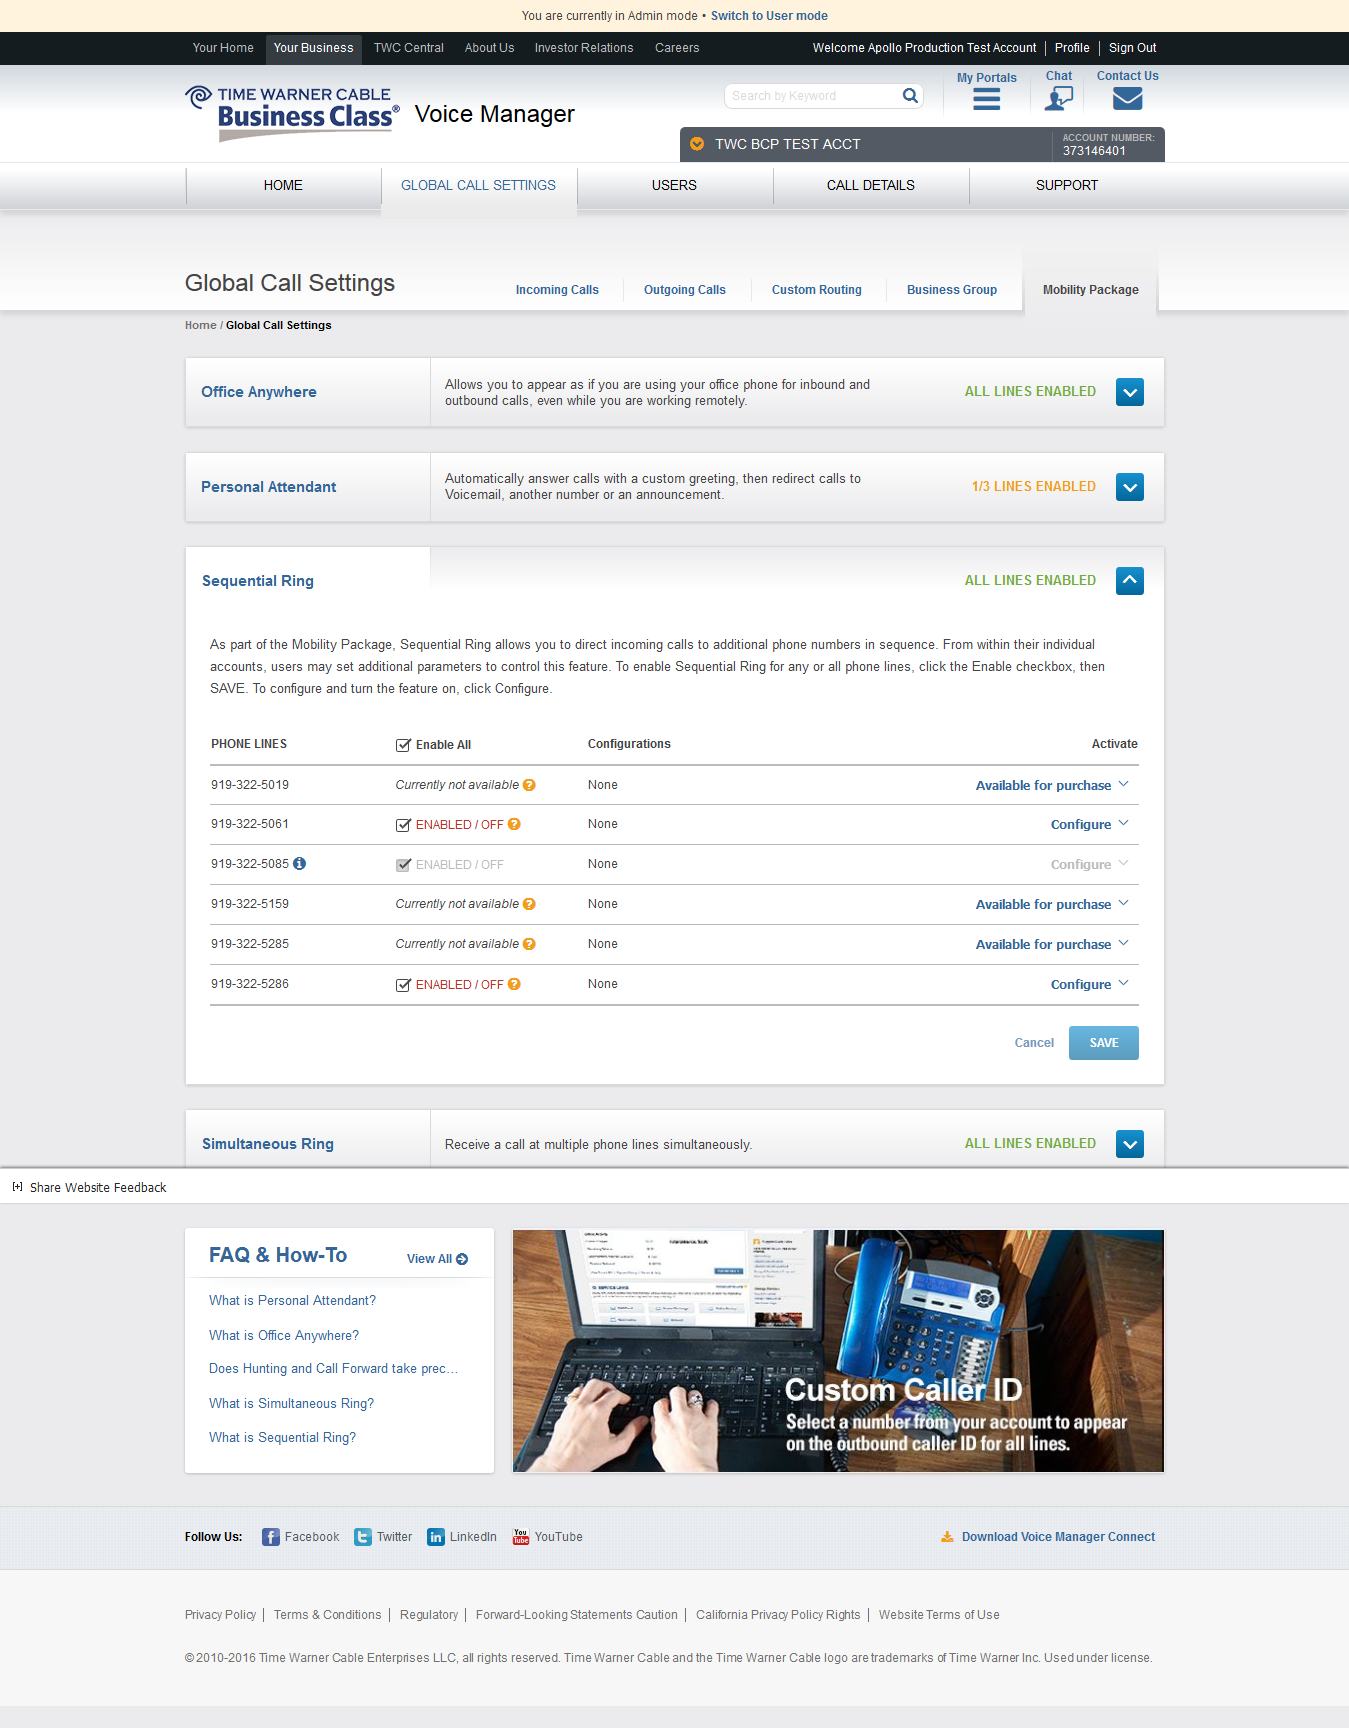 You are currently in Admin mode • Switch to User mode
Your Home Your Business TWC Central About Us Investor Relations Careers Welcome Apollo Production Test Account Profile Sign Out
TIME WARNER CABLE
Business Class®
Voice Manager
Search by Keyword
My Portals
Chat
Contact Us
TWC BCP TEST ACCT
ACCOUNT NUMBER:
373146401
HOME GLOBAL CALL SETTINGS USERS CALL DETAILS SUPPORT
Global Call Settings
Incoming Calls Outgoing Calls Custom Routing Business Group Mobility Package
Home / Global Call Settings
Office Anywhere
Allows you to appear as if you are using your office phone for inbound and
outbound calls, even while you are working remotely.
ALL LINES ENABLED
Personal Attendant
Automatically answer calls with a custom greeting, then redirect calls to
Voicemail, another number or an announcement.
1/3 LINES ENABLED
Sequential Ring
ALL LINES ENABLED
As part of the Mobility Package, Sequential Ring allows you to direct incoming calls to additional phone numbers in sequence. From within their individual
accounts, users may set additional parameters to control this feature. To enable Sequential Ring for any or all phone lines, click the Enable checkbox, then
SAVE. To configure and turn the feature on, click Configure.
PHONE LINES Enable All Configurations Activate
919-322-5019 Currently not available ? None Available for purchase
919-322-5061 ENABLED / OFF ? None Configure
919-322-5085 ENABLED / OFF None Configure
919-322-5159 Currently not available ? None Available for purchase
919-322-5285 Currently not available ? None Available for purchase
919-322-5286 ENABLED / OFF ? None Configure
Cancel SAVE
Simultaneous Ring
Receive a call at multiple phone lines simultaneously.
ALL LINES ENABLED
[+] Share Website Feedback
FAQ & How-To
View All
What is Personal Attendant?
What is Office Anywhere?
Does Hunting and Call Forward take prec...
What is Simultaneous Ring?
What is Sequential Ring?
Custom Caller ID
Select a number from your account to appear
on the outbound caller ID for all lines.
Follow Us: Facebook Twitter LinkedIn YouTube
Download Voice Manager Connect
Privacy Policy Terms & Conditions Regulatory Forward-Looking Statements Caution California Privacy Policy Rights Website Terms of Use
© 2010-2016 Time Warner Cable Enterprises LLC, all rights reserved. Time Warner Cable and the Time Warner Cable logo are trademarks of Time Warner Inc. Used under license.